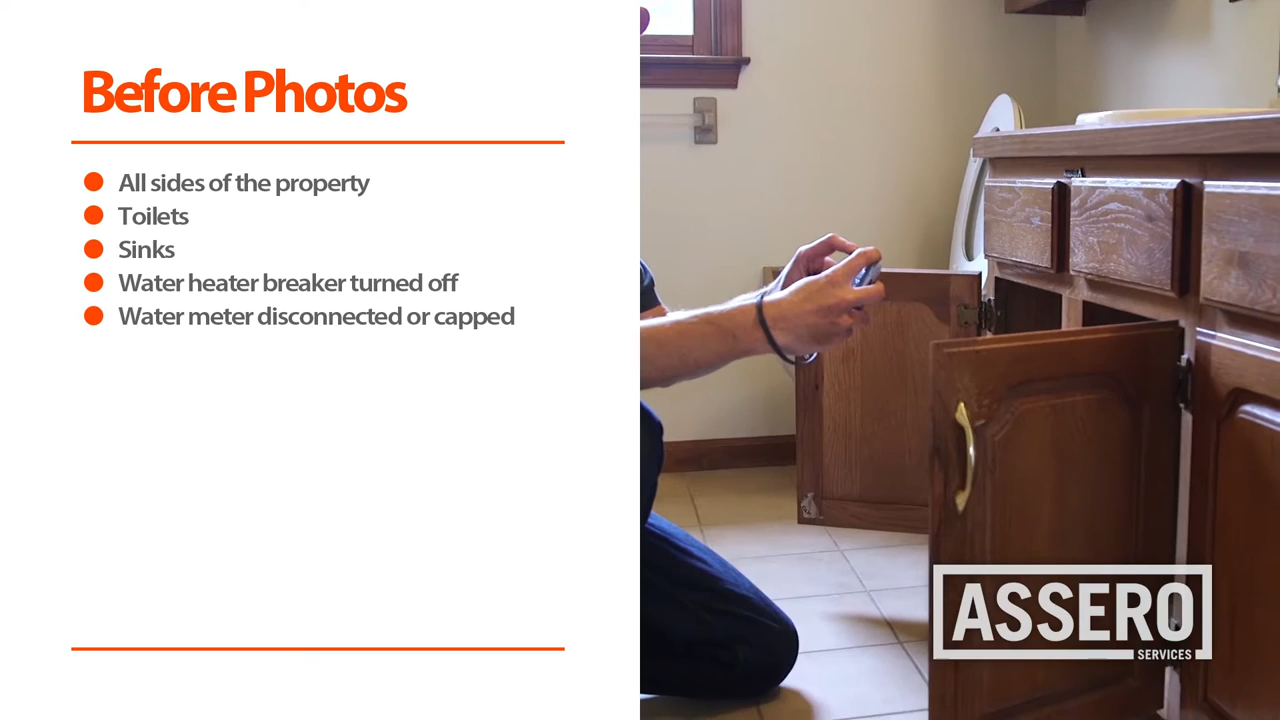 Before Photos
All sides of the property
Toilets
Sinks
Water heater breaker turned off
Water meter disconnected or capped
ASSERO
SERVICES